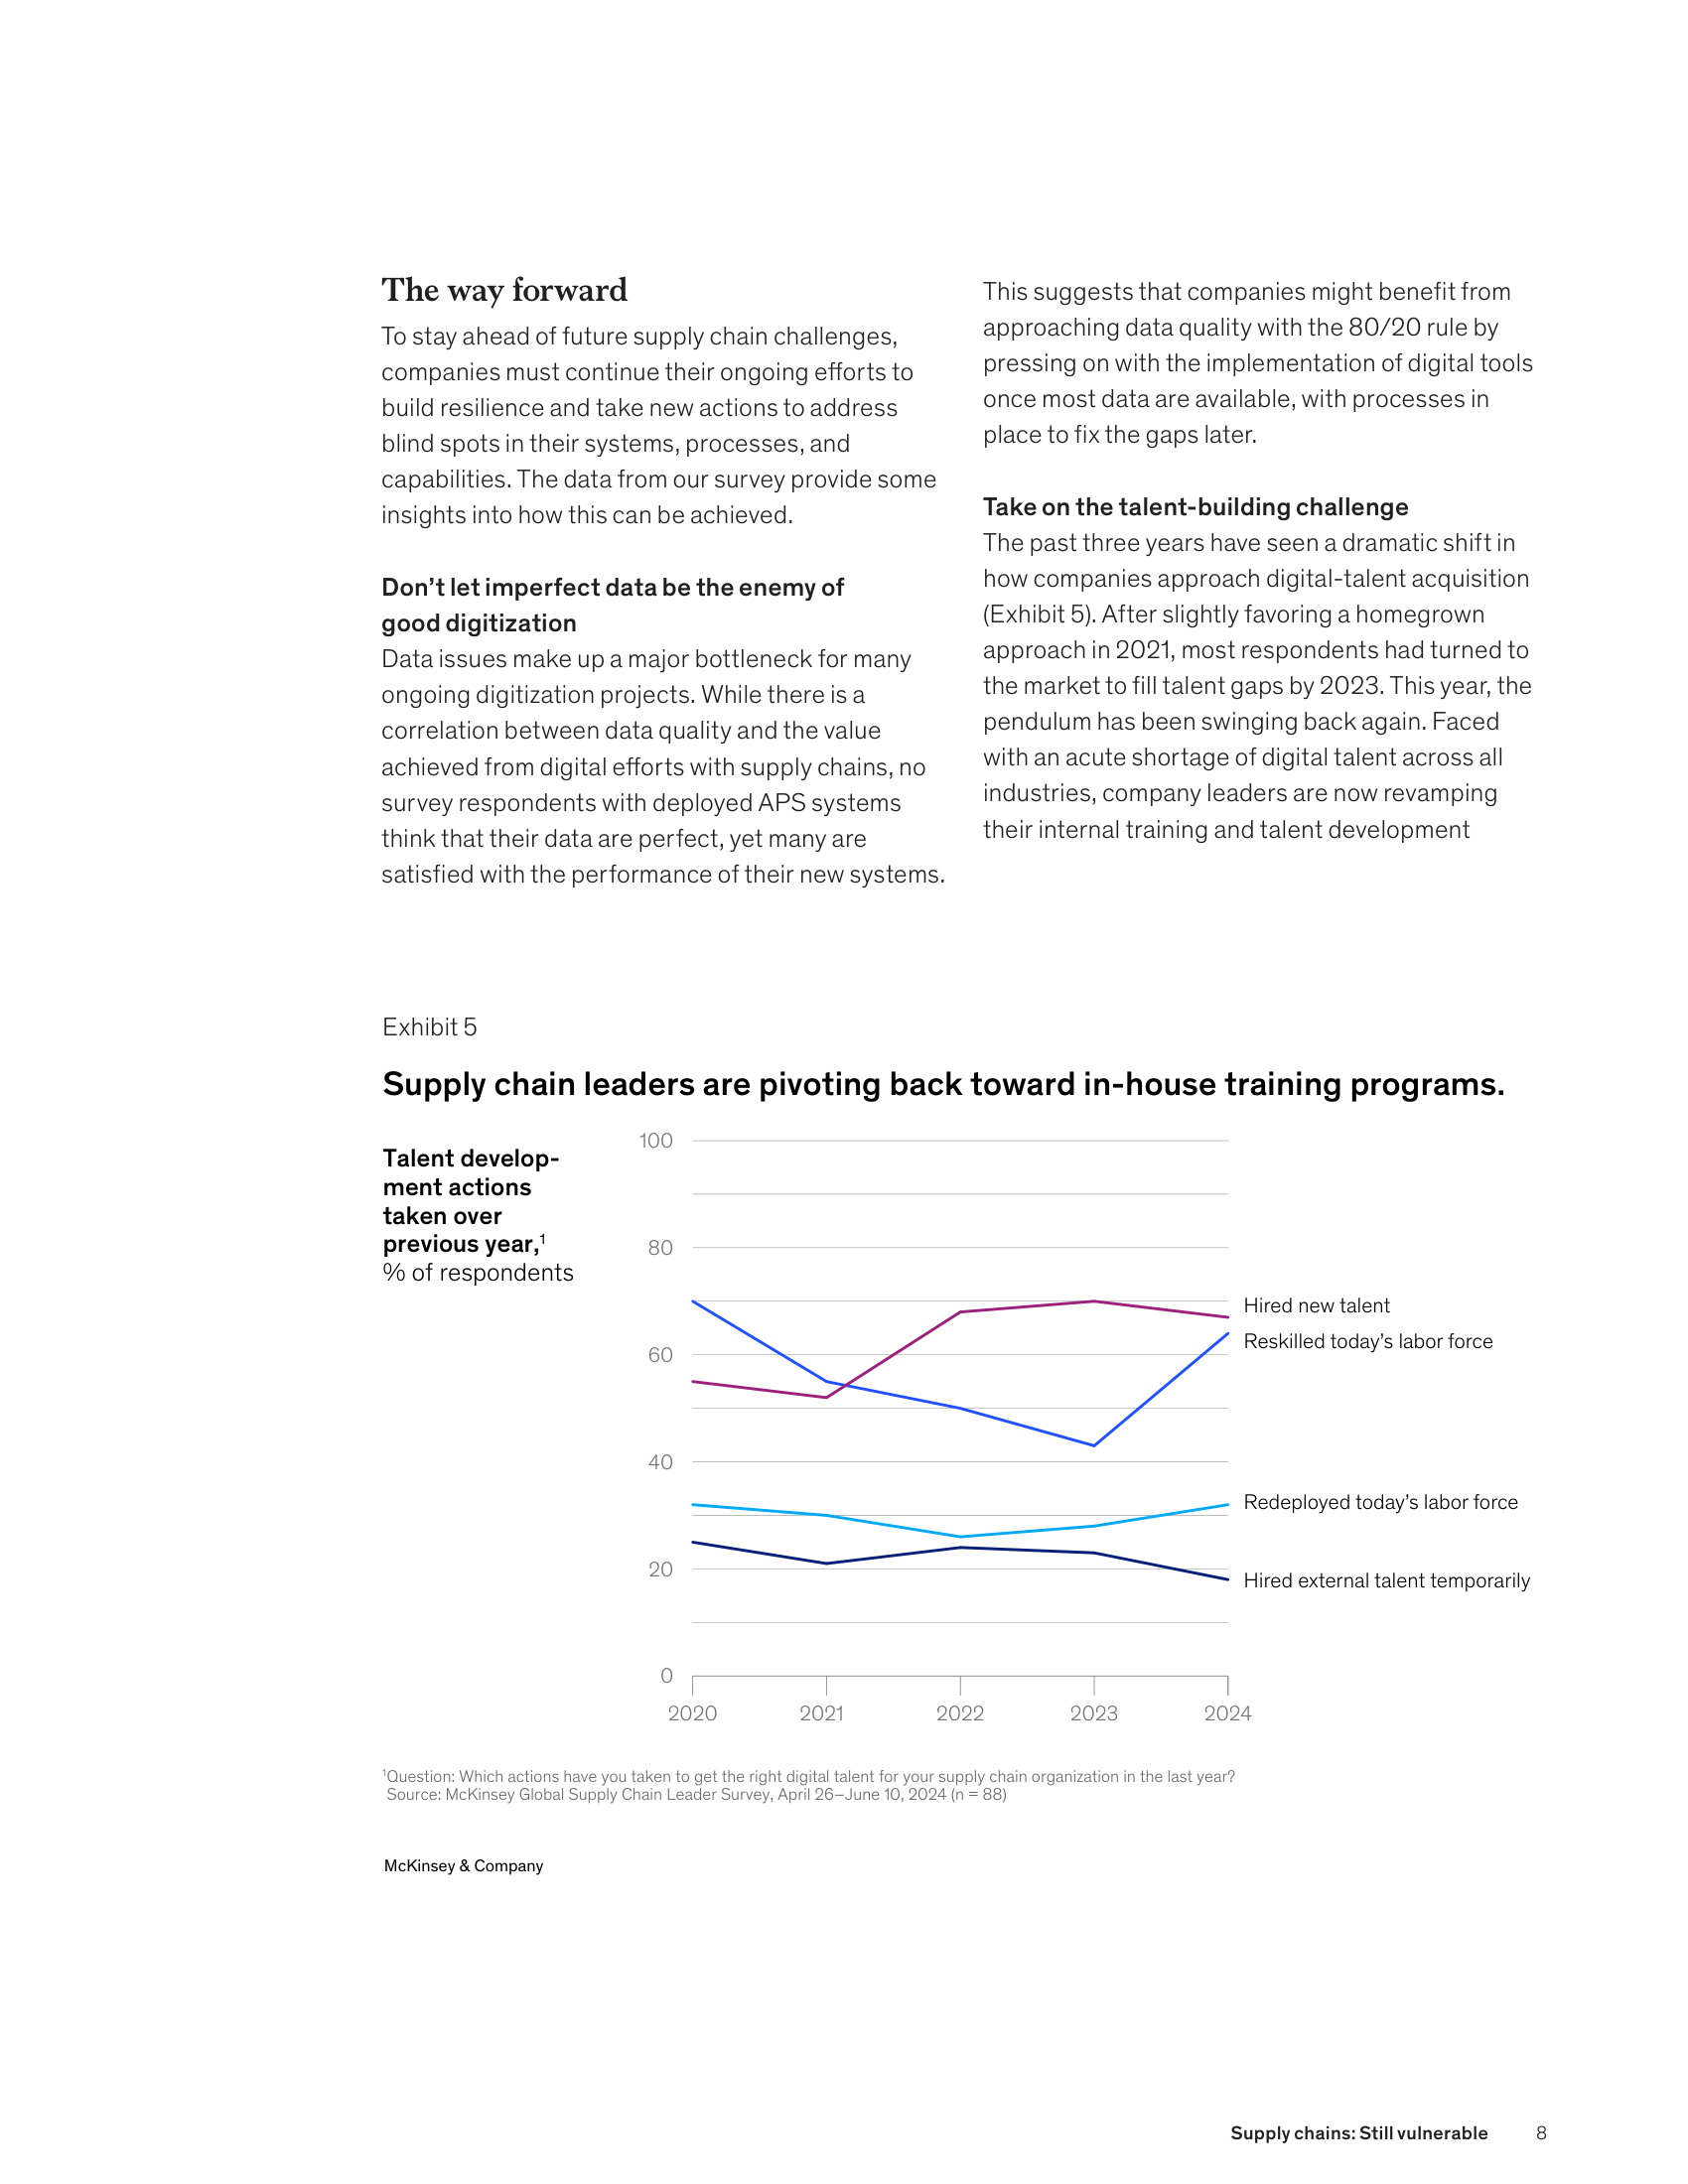 The way forward
To stay ahead of future supply chain challenges,
companies must continue their ongoing efforts to
build resilience and take new actions to address
blind spots in their systems, processes, and
capabilities. The data from our survey provide some
insights into how this can be achieved.
Don’t let imperfect data be the enemy of
good digitization
Data issues make up a major bottleneck for many
ongoing digitization projects. While there is a
correlation between data quality and the value
achieved from digital efforts with supply chains, no
survey respondents with deployed APS systems
think that their data are perfect, yet many are
satisfied with the performance of their new systems.
This suggests that companies might benefit from
approaching data quality with the 80/20 rule by
pressing on with the implementation of digital tools
once most data are available, with processes in
place to fix the gaps later.
Take on the talent-building challenge
The past three years have seen a dramatic shift in
how companies approach digital-talent acquisition
(Exhibit 5). After slightly favoring a homegrown
approach in 2021, most respondents had turned to
the market to fill talent gaps by 2023. This year, the
pendulum has been swinging back again. Faced
with an acute shortage of digital talent across all
industries, company leaders are now revamping
their internal training and talent development
Exhibit 5
Supply chain leaders are pivoting back toward in-house training programs.
Talent develop-
ment actions
taken over
previous year,¹
% of respondents
100
80
60
40
20
0
2020 2021 2022 2023 2024
Hired new talent
Reskilled today’s labor force
Redeployed today’s labor force
Hired external talent temporarily
¹Question: Which actions have you taken to get the right digital talent for your supply chain organization in the last year?
Source: McKinsey Global Supply Chain Leader Survey, April 26–June 10, 2024 (n = 88)
McKinsey & Company
Supply chains: Still vulnerable 8